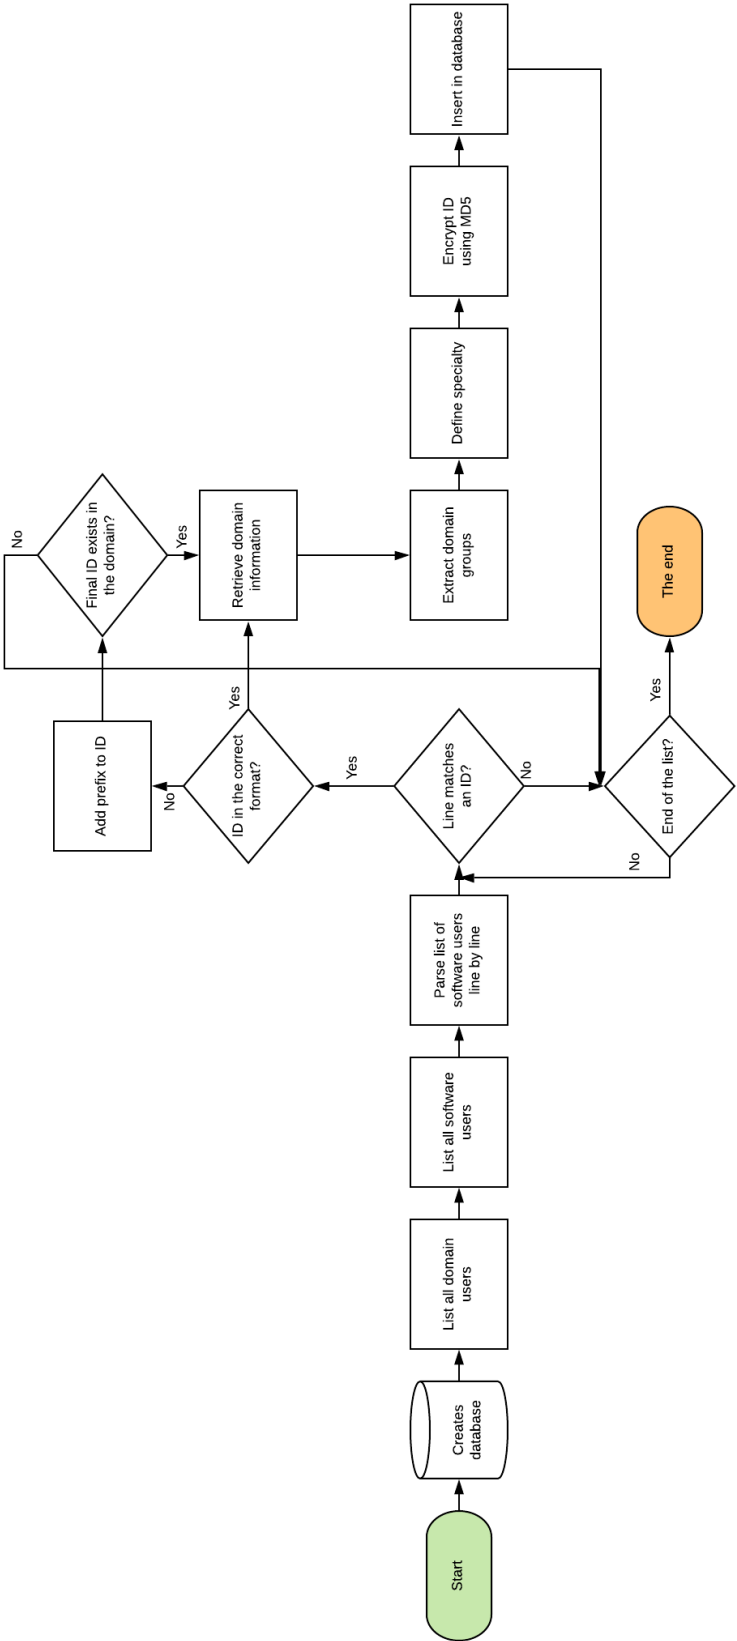 Start
Creates
database
List all domain
users
List all software
users
Parse list of
software users
line by line
Line matches
an ID?
Yes
No
ID in the correct
format?
No
Yes
Add prefix to ID
Final ID exists in
the domain?
No
Yes
Retrieve domain
information
Extract domain
groups
Define specialty
Encrypt ID
using MD5
Insert in database
End of the list?
No
Yes
The end